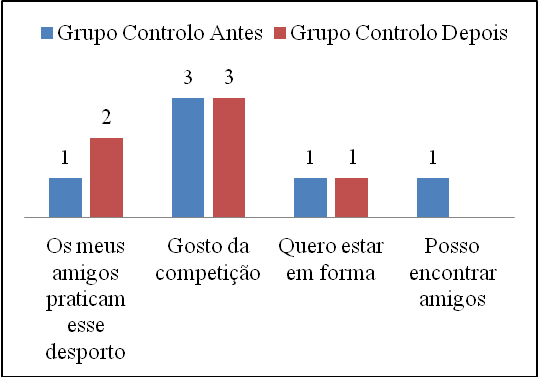 Grupo Controlo Antes Grupo Controlo Depois
1 2 3 3 1 1 1
Os meus amigos praticam esse desporto
Gosto da competição
Quero estar em forma
Posso encontrar amigos